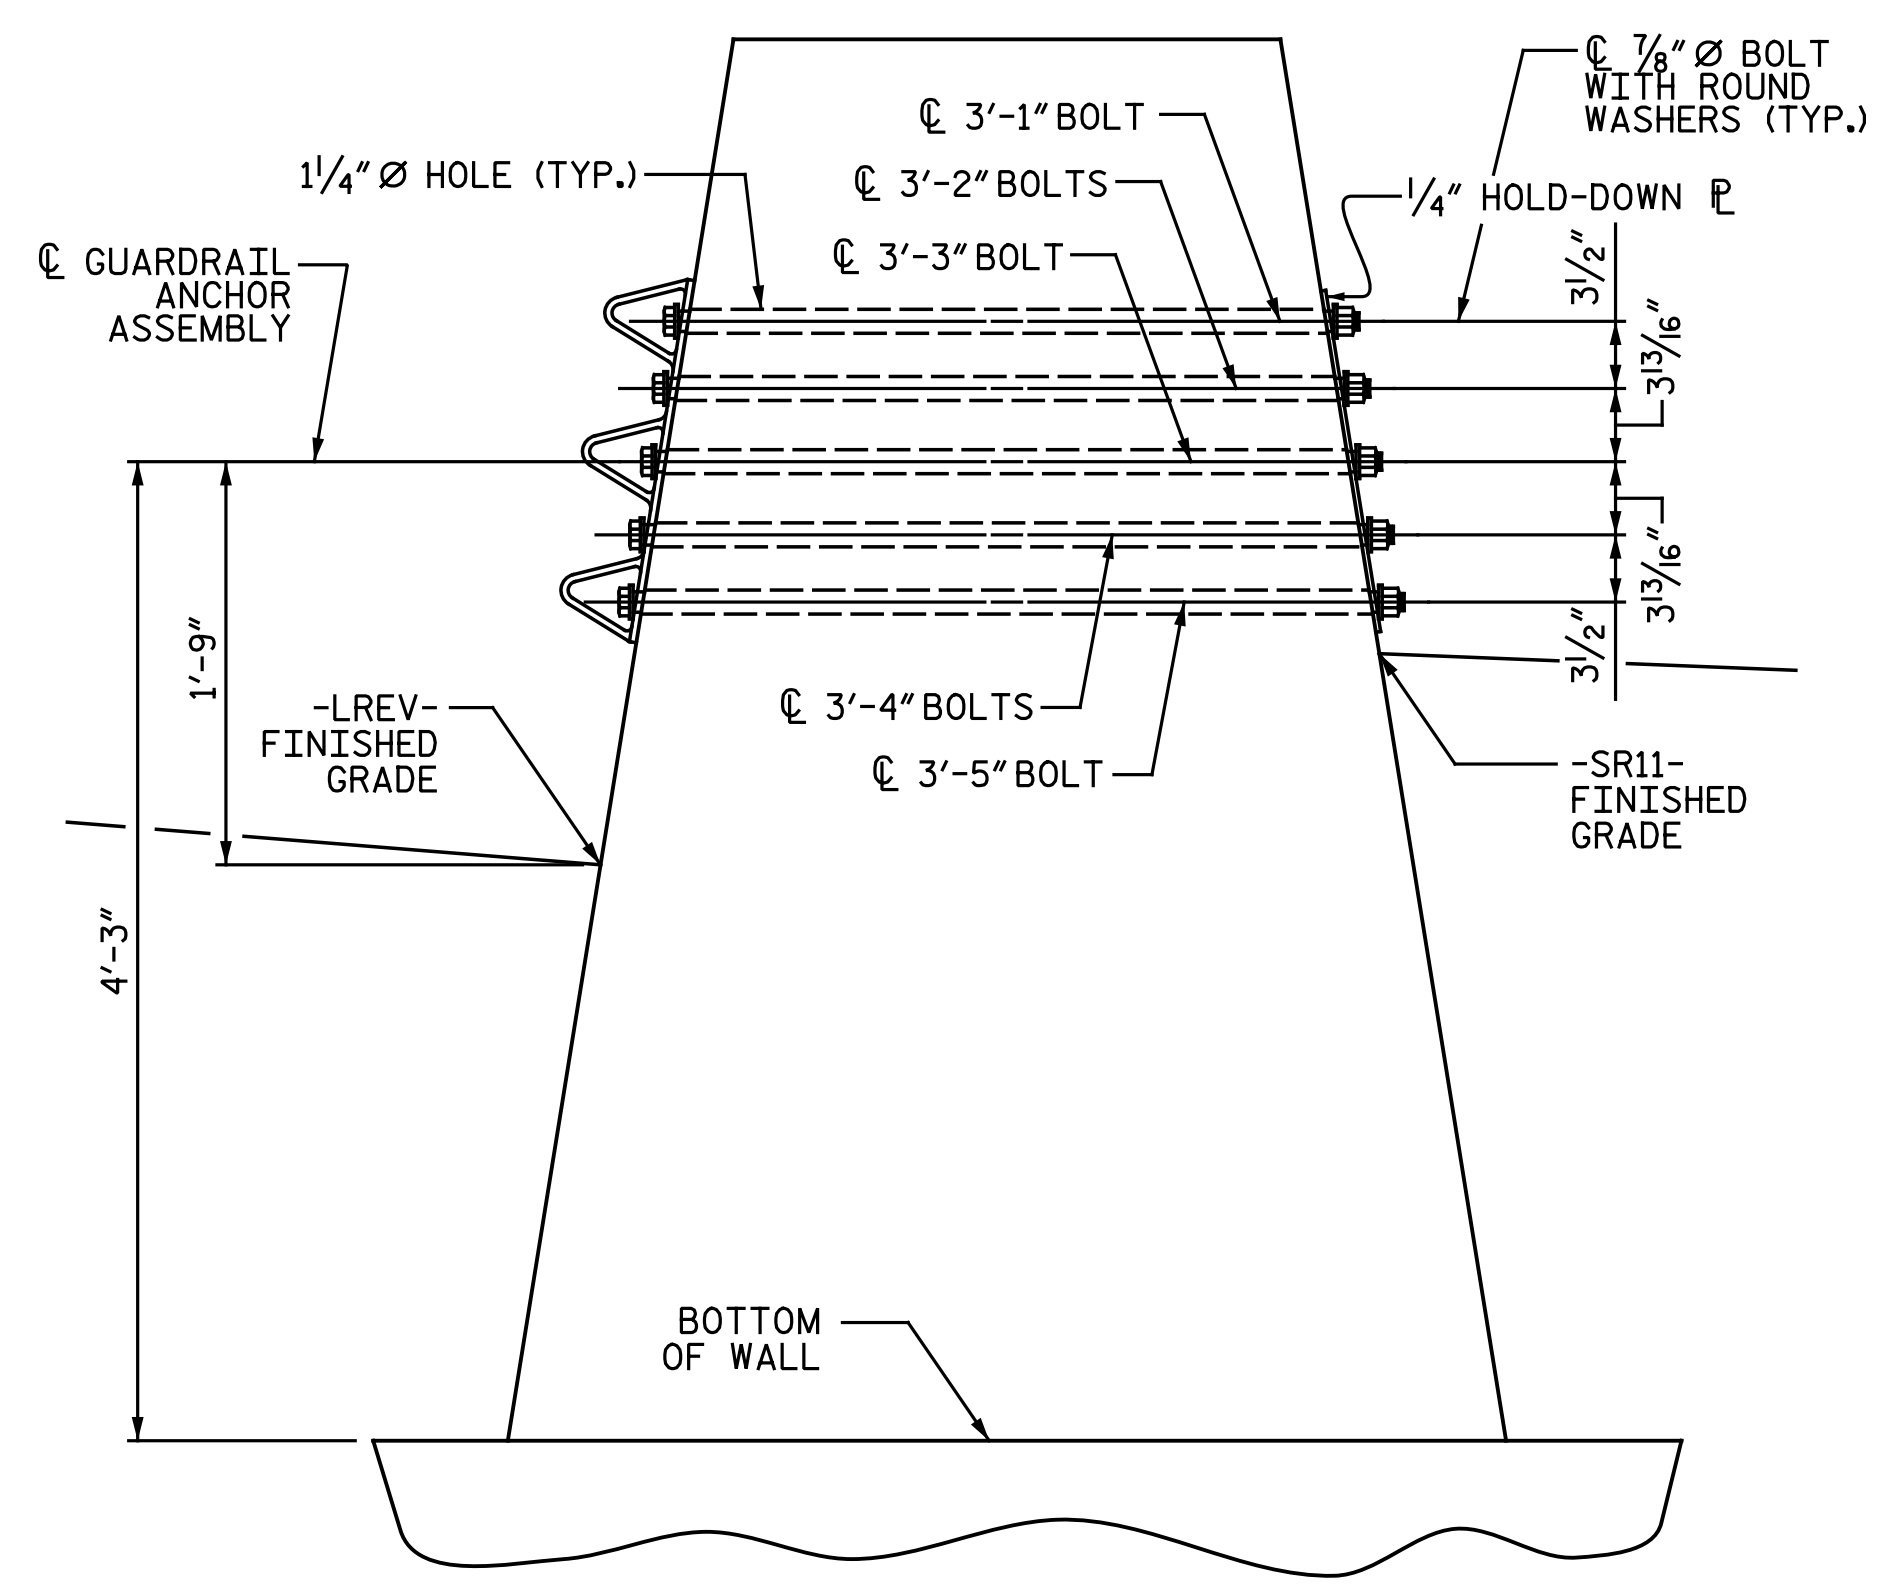 ℄ 7/8" Ø BOLT
WITH ROUND
WASHERS (TYP.)
℄ 3'-1" BOLT
1 1/4" Ø HOLE (TYP.)
℄ 3'-2" BOLTS
1/4" HOLD-DOWN ⅊
℄ GUARDRAIL
ANCHOR
ASSEMBLY
℄ 3'-3" BOLT
3 1/2"
3 13/16"
3 13/16"
3 1/2"
1'-9"
4'-3"
-LREV-
FINISHED
GRADE
℄ 3'-4" BOLTS
℄ 3'-5" BOLT
-SR11-
FINISHED
GRADE
BOTTOM
OF WALL